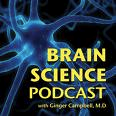 BRAIN
SCIENCE
PODCAST
with Ginger Campbell, M.D